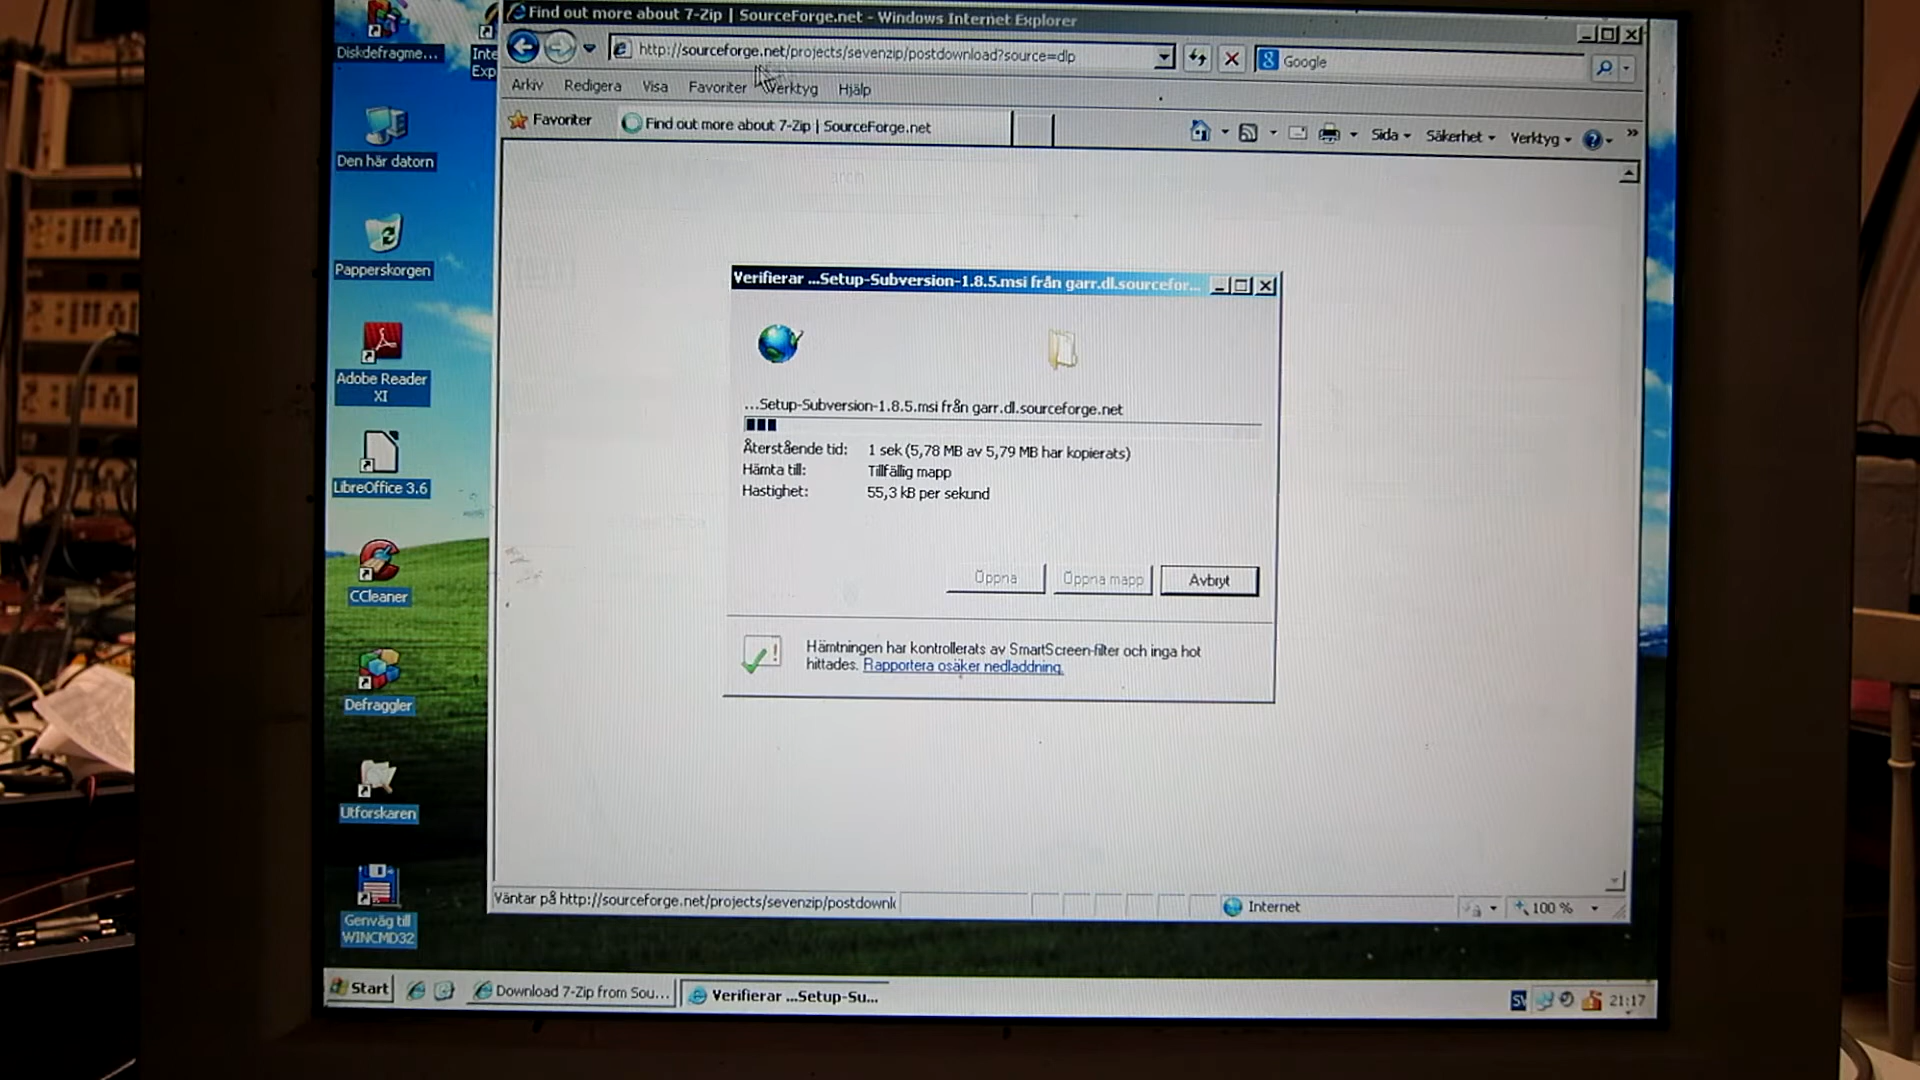 Find out more about 7-Zip | SourceForge.net - Windows Internet Explorer
http://sourceforge.net/projects/sevenzip/postdownload?source=dlp
Google
Arkiv Redigera Visa Favoriter Verktyg Hjälp
Favoriter
Find out more about 7-Zip | SourceForge.net
Sida Säkerhet Verktyg
Diskdefragme...
Inte
Exp
Den här datorn
Papperskorgen
Adobe Reader
XI
LibreOffice 3.6
CCleaner
Defraggler
Utforskaren
Genväg till
WINCMD32
Verifierar ...Setup-Subversion-1.8.5.msi från garr.dl.sourcefor...
...Setup-Subversion-1.8.5.msi från garr.dl.sourceforge.net
Återstående tid: 1 sek (5,78 MB av 5,79 MB har kopierats)
Hämta till: Tillfällig mapp
Hastighet: 55,3 kB per sekund
Öppna Öppna mapp Avbryt
Hämtningen har kontrollerats av SmartScreen-filter och inga hot
hittades. Rapportera osäker nedladdning.
Väntar på http://sourceforge.net/projects/sevenzip/postdownl
Internet
100 %
Start
Download 7-Zip from Sou...
Verifierar ...Setup-Su...
SV
21:17